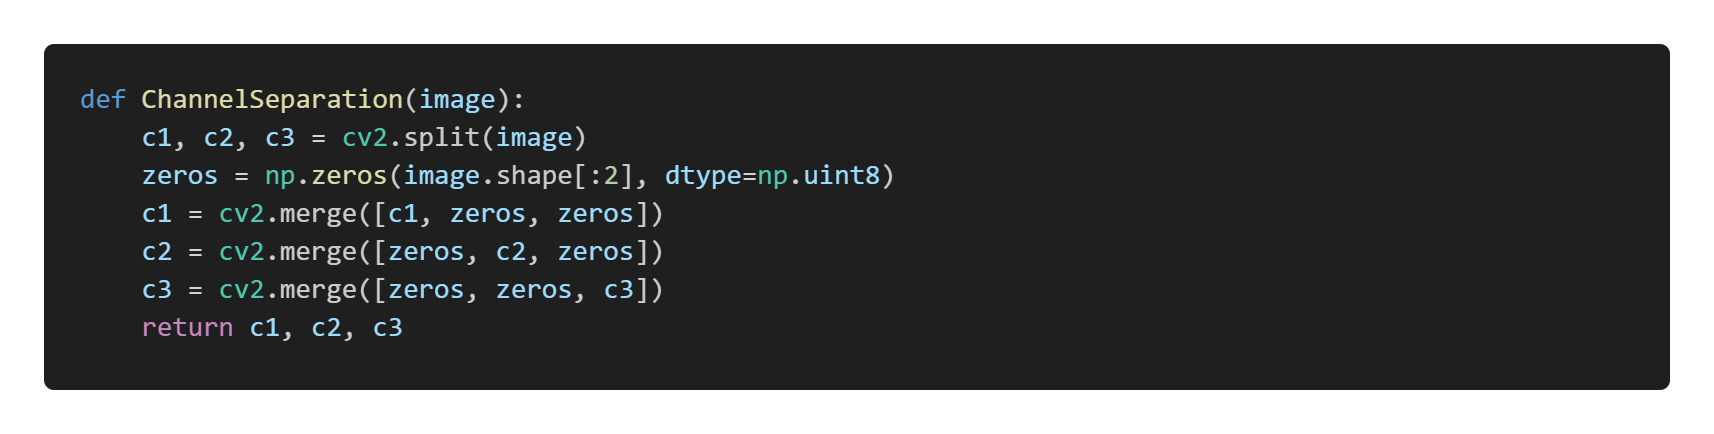 def ChannelSeparation(image):
    c1, c2, c3 = cv2.split(image)
    zeros = np.zeros(image.shape[:2], dtype=np.uint8)
    c1 = cv2.merge([c1, zeros, zeros])
    c2 = cv2.merge([zeros, c2, zeros])
    c3 = cv2.merge([zeros, zeros, c3])
    return c1, c2, c3